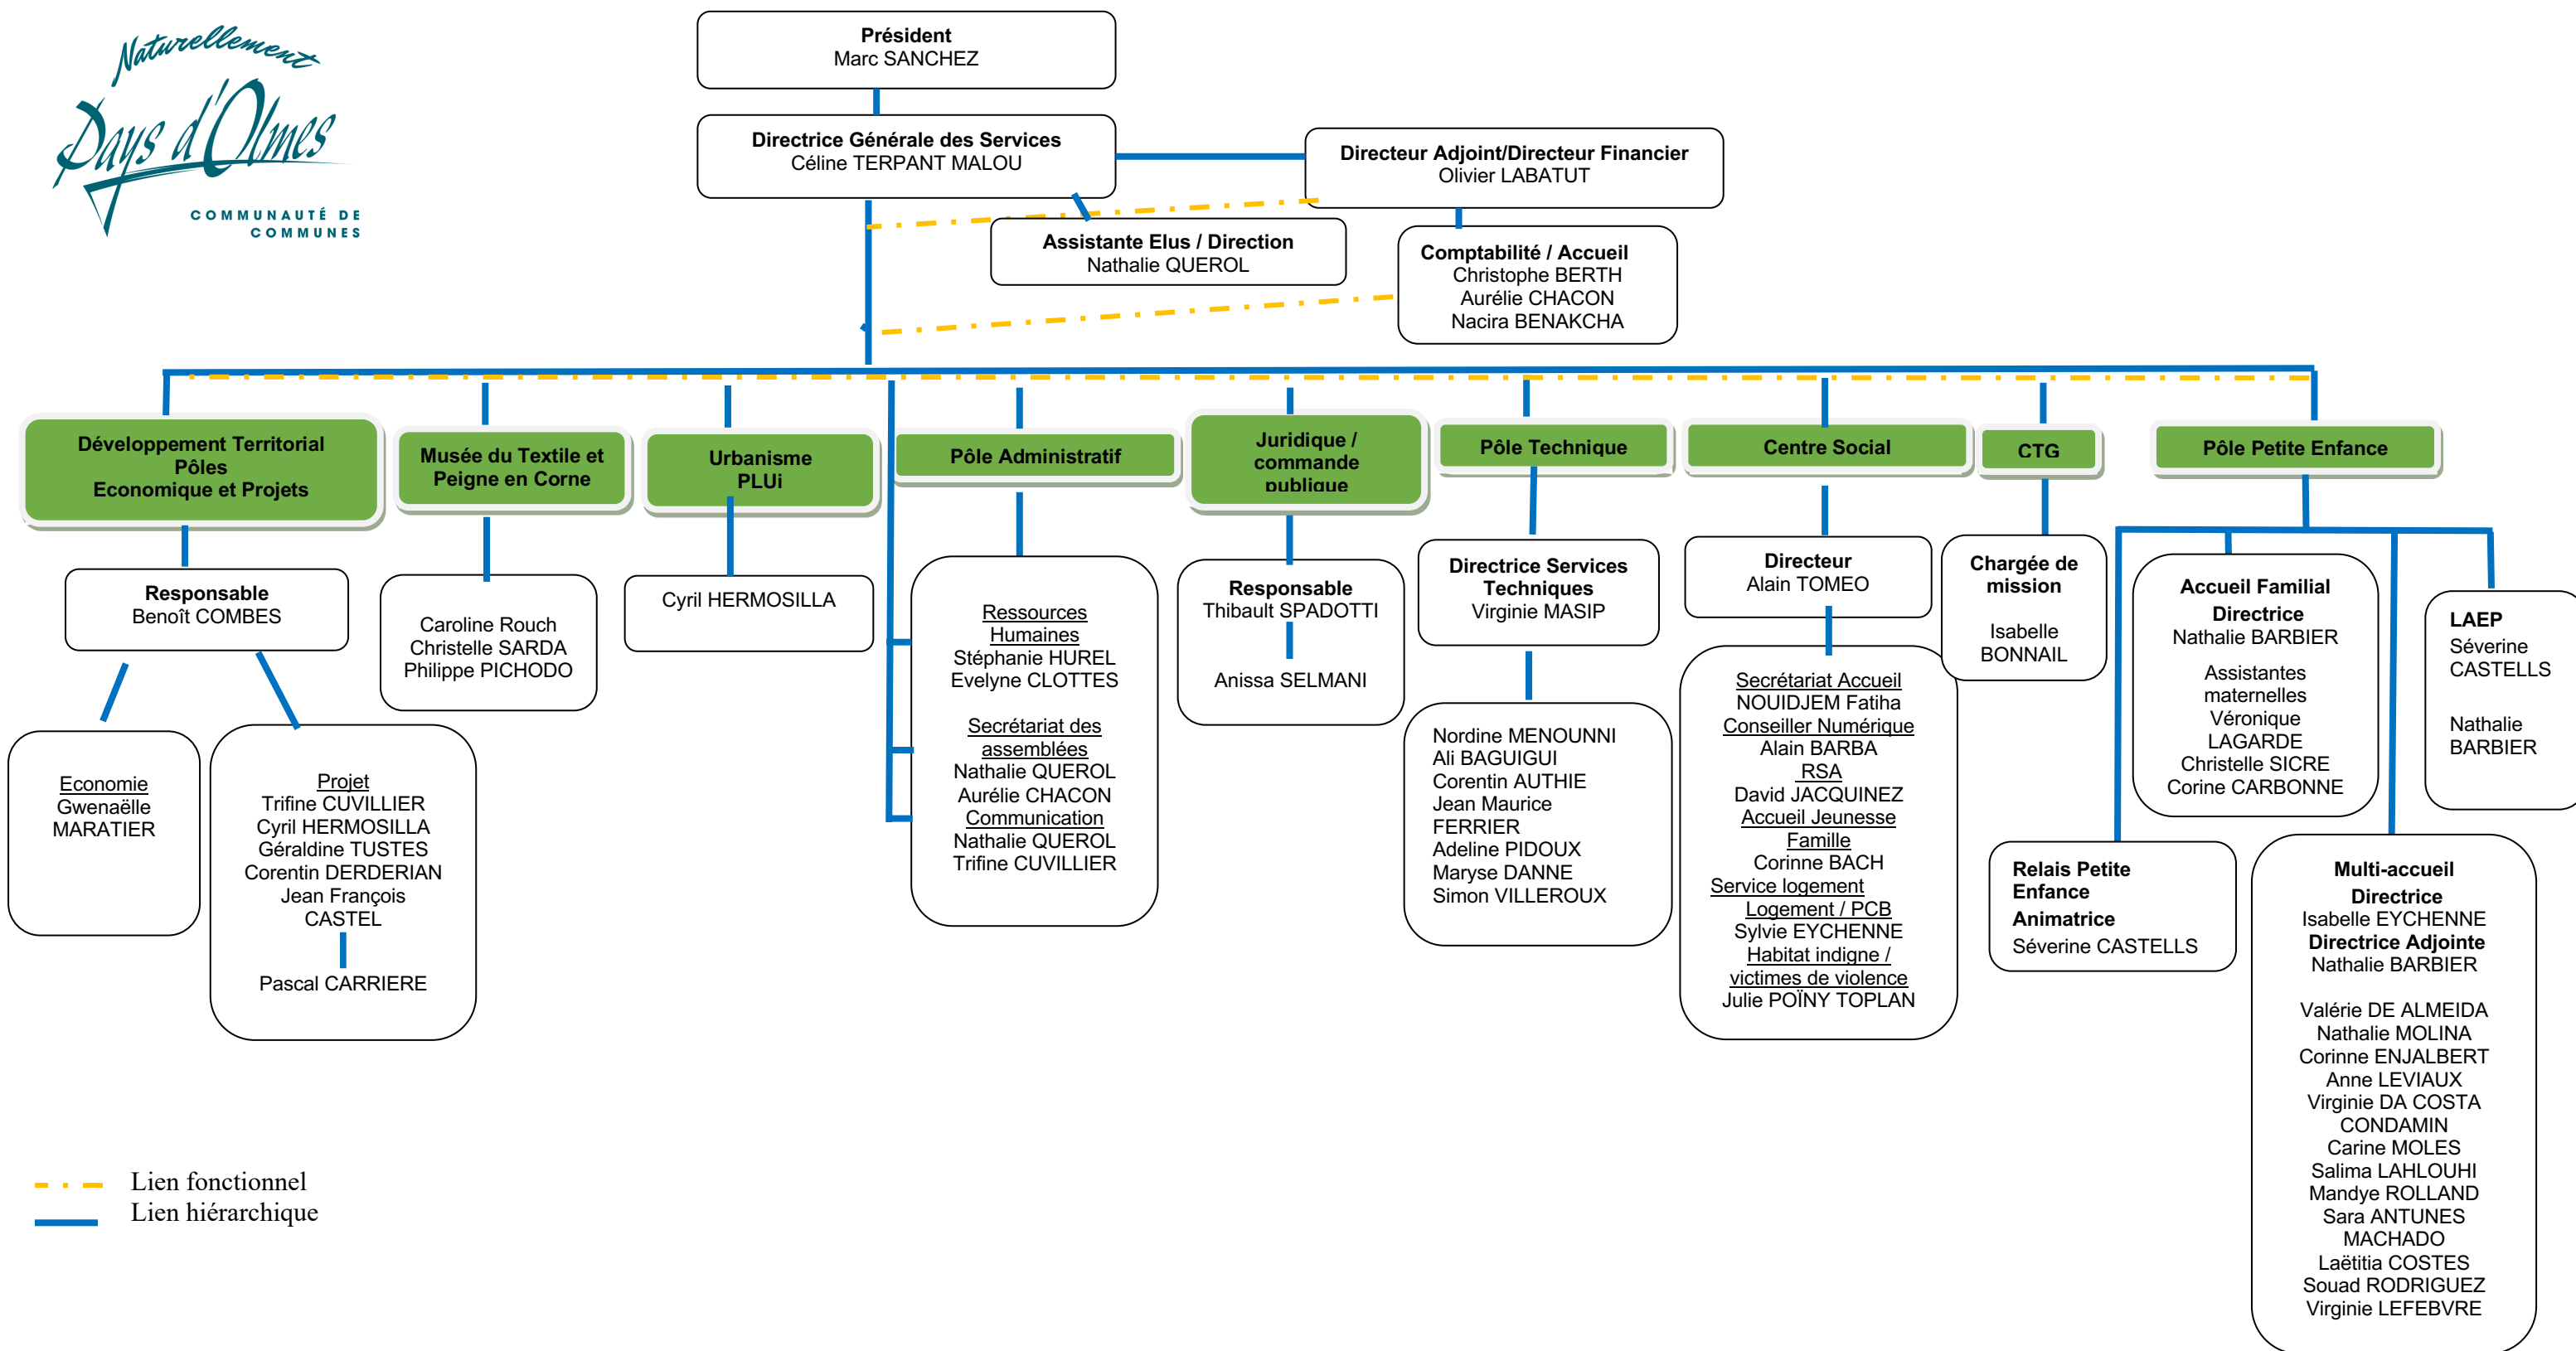 Naturellement
Pays d'Olmes
COMMUNAUTÉ DE
COMMUNES
Président
Marc SANCHEZ
Directrice Générale des Services
Céline TERPANT MALOU
Directeur Adjoint/Directeur Financier
Olivier LABATUT
Assistante Elus / Direction
Nathalie QUEROL
Comptabilité / Accueil
Christophe BERTH
Aurélie CHACON
Nacira BENAKCHA
Développement Territorial
Pôles
Economique et Projets
Musée du Textile et
Peigne en Corne
Urbanisme
PLUi
Pôle Administratif
Juridique /
commande
publique
Pôle Technique
Centre Social
CTG
Pôle Petite Enfance
Responsable
Benoît COMBES
Economie
Gwenaëlle
MARATIER
Projet
Trifine CUVILLIER
Cyril HERMOSILLA
Géraldine TUSTES
Corentin DERDERIAN
Jean François
CASTEL
Pascal CARRIERE
Caroline Rouch
Christelle SARDA
Philippe PICHODO
Cyril HERMOSILLA
Ressources
Humaines
Stéphanie HUREL
Evelyne CLOTTES
Secrétariat des
assemblées
Nathalie QUEROL
Aurélie CHACON
Communication
Nathalie QUEROL
Trifine CUVILLIER
Responsable
Thibault SPADOTTI
Anissa SELMANI
Directrice Services
Techniques
Virginie MASIP
Nordine MENOUNNI
Ali BAGUIGUI
Corentin AUTHIE
Jean Maurice
FERRIER
Adeline PIDOUX
Maryse DANNE
Simon VILLEROUX
Directeur
Alain TOMEO
Secrétariat Accueil
NOUIDJEM Fatiha
Conseiller Numérique
Alain BARBA
RSA
David JACQUINEZ
Accueil Jeunesse
Famille
Corinne BACH
Service logement
Logement / PCB
Sylvie EYCHENNE
Habitat indigne /
victimes de violence
Julie POÏNY TOPLAN
Chargée de
mission
Isabelle
BONNAIL
Accueil Familial
Directrice
Nathalie BARBIER
Assistantes
maternelles
Véronique
LAGARDE
Christelle SICRE
Corine CARBONNE
LAEP
Séverine
CASTELLS
Nathalie
BARBIER
Relais Petite
Enfance
Animatrice
Séverine CASTELLS
Multi-accueil
Directrice
Isabelle EYCHENNE
Directrice Adjointe
Nathalie BARBIER
Valérie DE ALMEIDA
Nathalie MOLINA
Corinne ENJALBERT
Anne LEVIAUX
Virginie DA COSTA
CONDAMIN
Carine MOLES
Salima LAHLOUHI
Mandye ROLLAND
Sara ANTUNES
MACHADO
Laëtitia COSTES
Souad RODRIGUEZ
Virginie LEFEBVRE
Lien fonctionnel
Lien hiérarchique